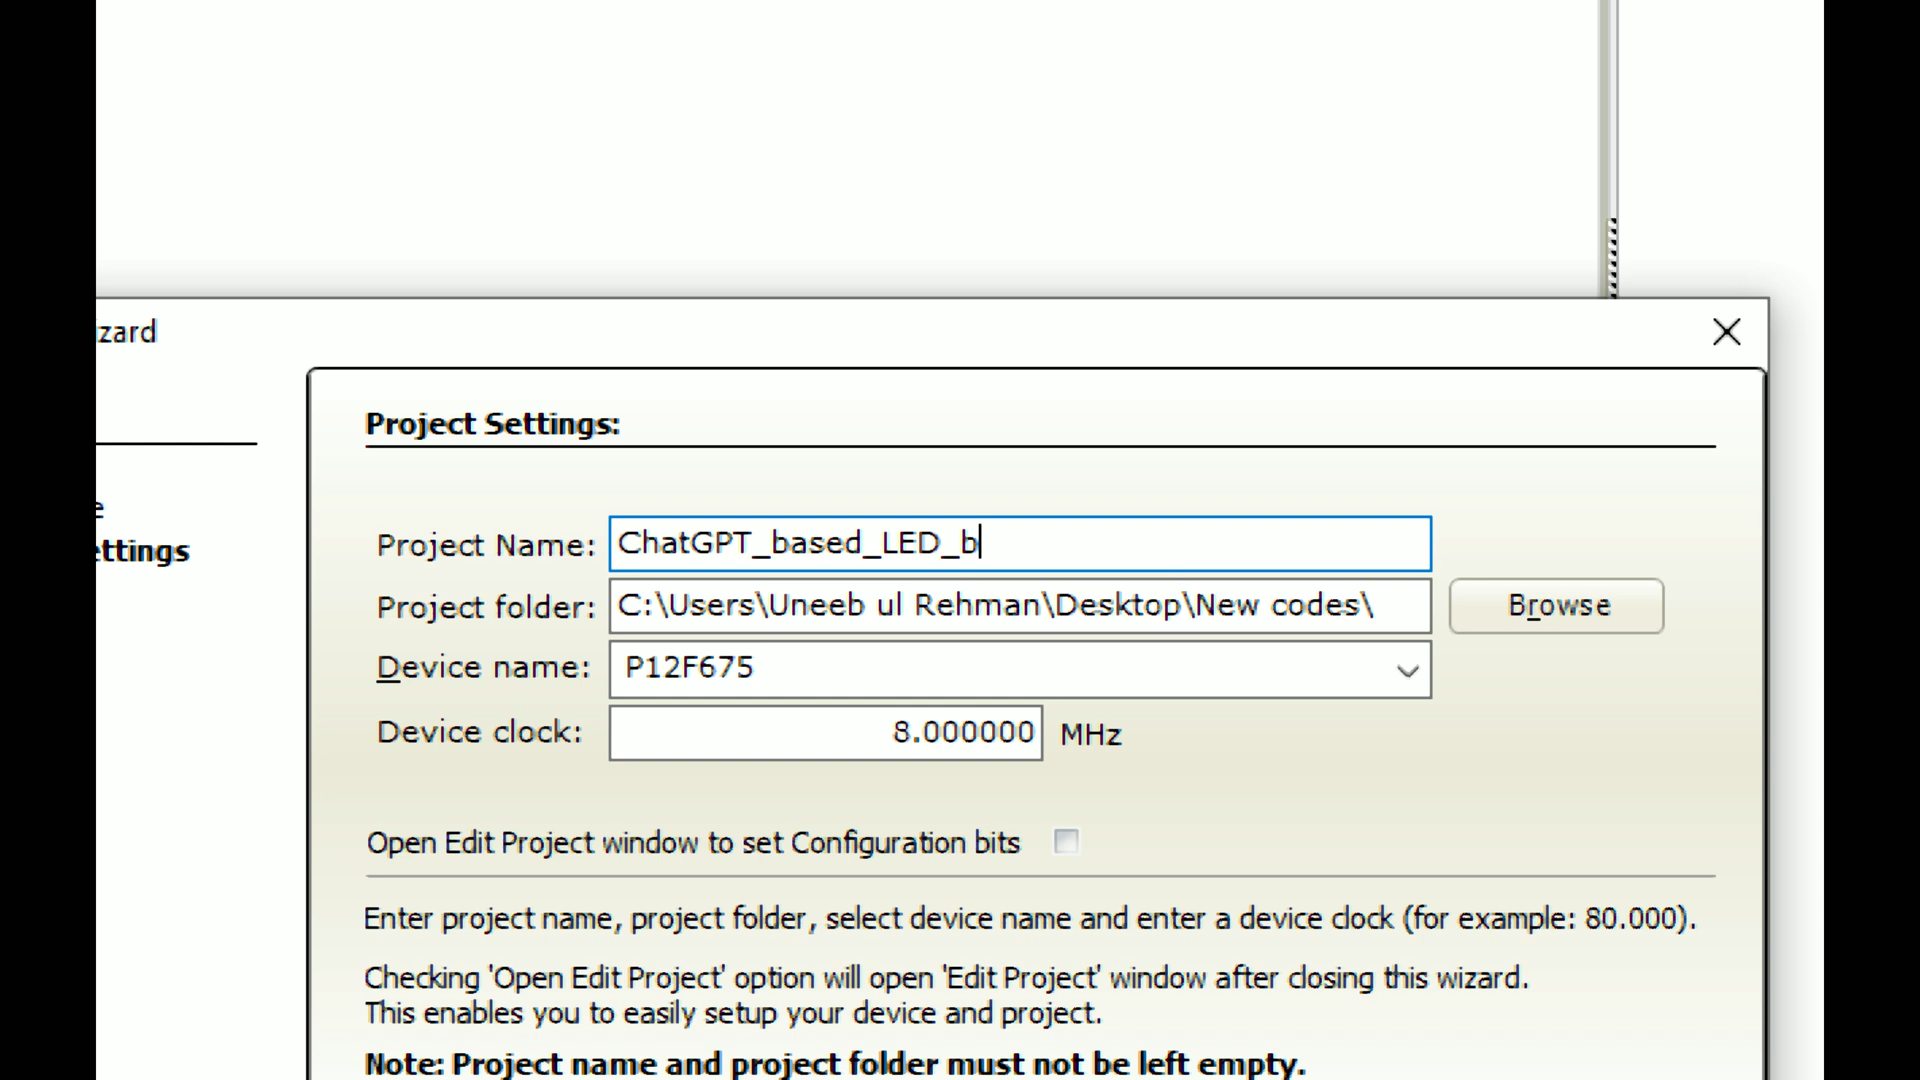 izard
Project Settings:
e
ettings
Project Name: ChatGPT_based_LED_b
Project folder: C:\Users\Uneeb ul Rehman\Desktop\New codes\ Browse
Device name: P12F675
Device clock: 8.000000 MHz
Open Edit Project window to set Configuration bits
Enter project name, project folder, select device name and enter a device clock (for example: 80.000).
Checking 'Open Edit Project' option will open 'Edit Project' window after closing this wizard.
This enables you to easily setup your device and project.
Note: Project name and project folder must not be left empty.